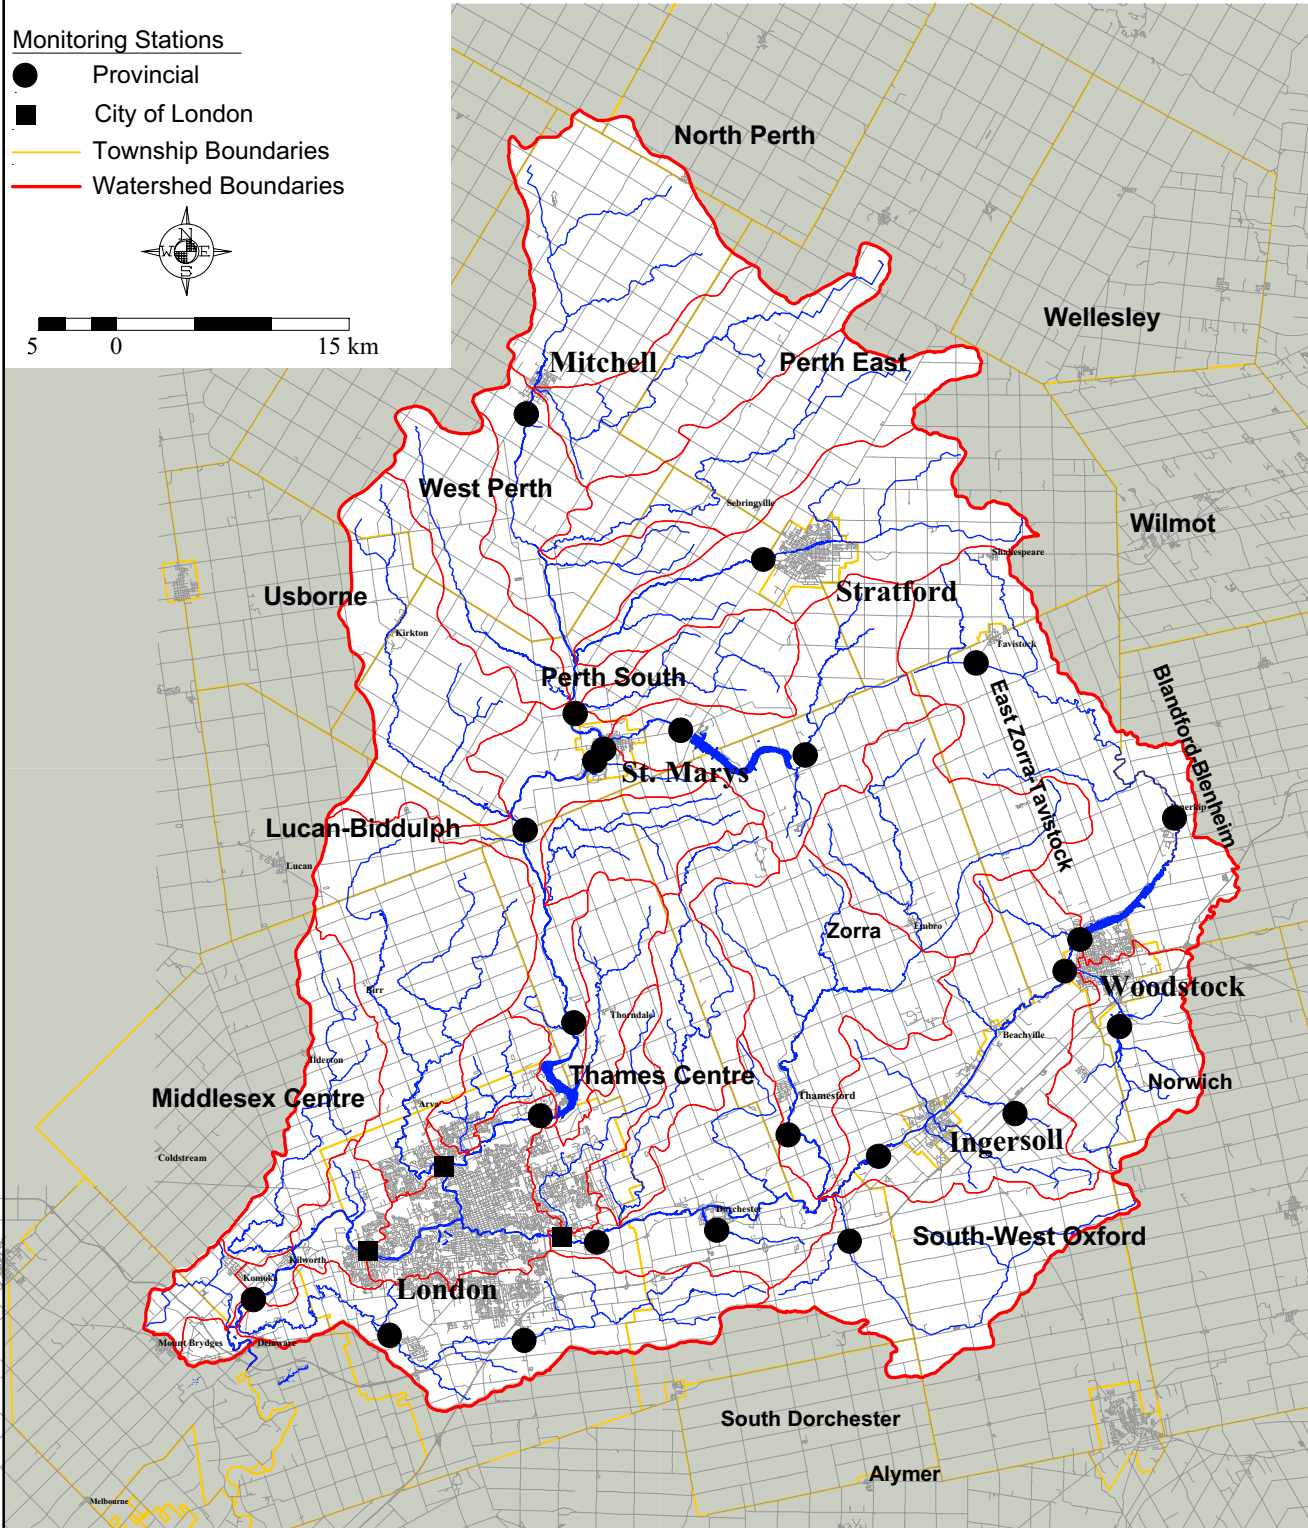 Monitoring Stations
Provincial
City of London
Township Boundaries
Watershed Boundaries
N
W E
S
5 0 15 km
North Perth
Wellesley
Mitchell
Perth East
West Perth
Sebringville
Wilmot
Shakespeare
Stratford
Usborne
Kirkton
Tavistock
Perth South
East Zorra-Tavistock
Blandford-Blenheim
St. Marys
Lucan-Biddulph
Lucan
Zorra
Embro
Birr
Woodstock
Thorndale
Beachville
Ilderton
Thames Centre
Norwich
Middlesex Centre
Arva
Thamesford
Ingersoll
Coldstream
Dorchester
South-West Oxford
Kilworth
Komoka
London
Mount Brydges
Delaware
South Dorchester
Alymer
Melbourne